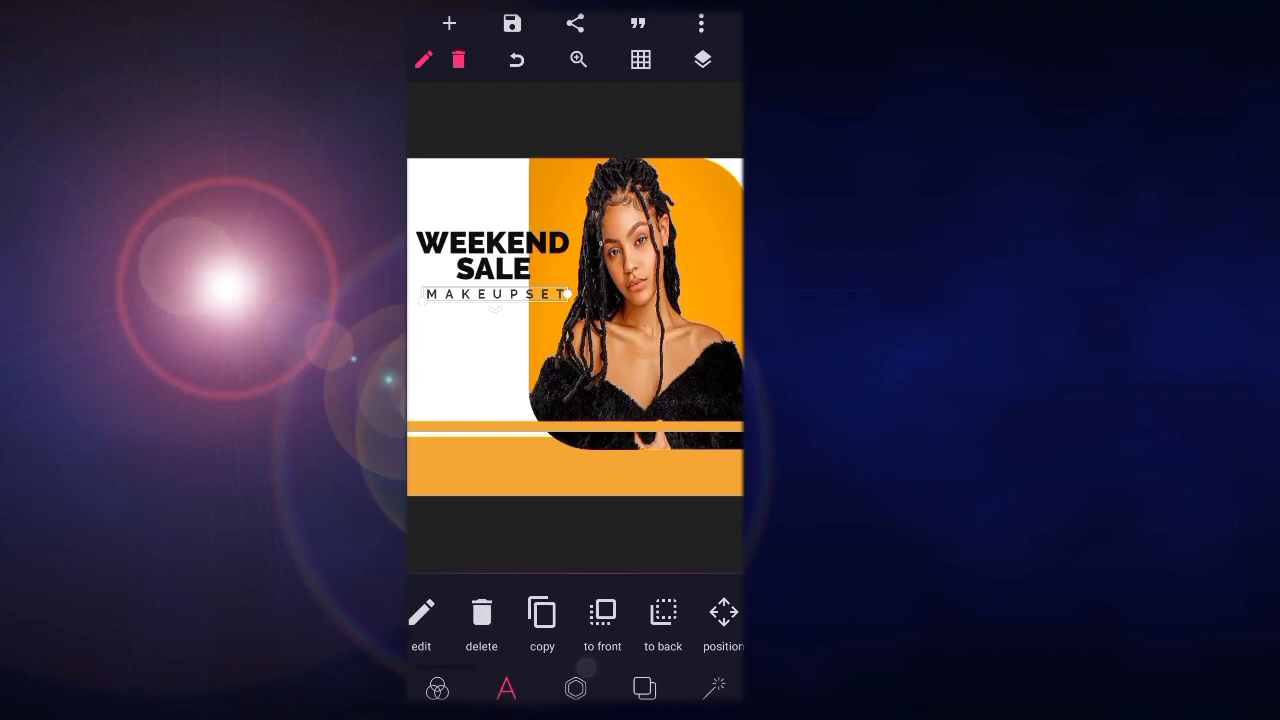 WEEKEND
SALE
MAKEUPSET
edit delete copy to front to back position